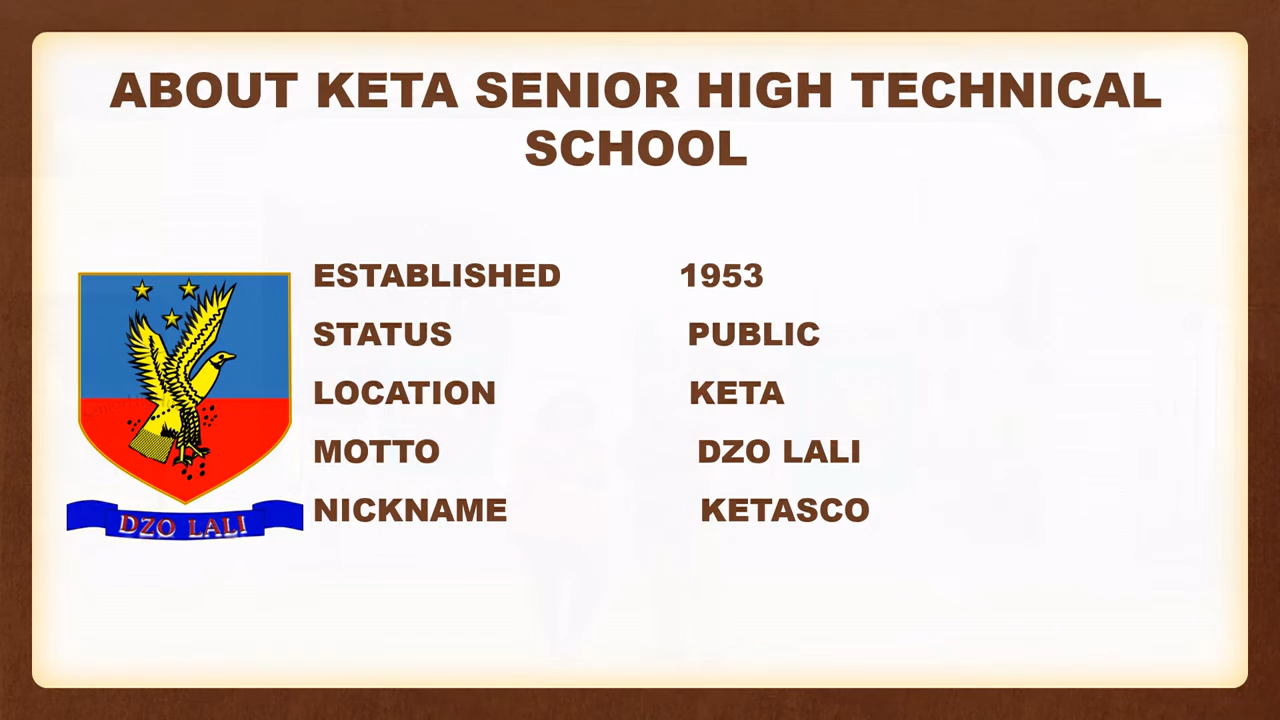 ABOUT KETA SENIOR HIGH TECHNICAL
SCHOOL
ESTABLISHED 1953
STATUS PUBLIC
LOCATION KETA
MOTTO DZO LALI
NICKNAME KETASCO
DZO LALI